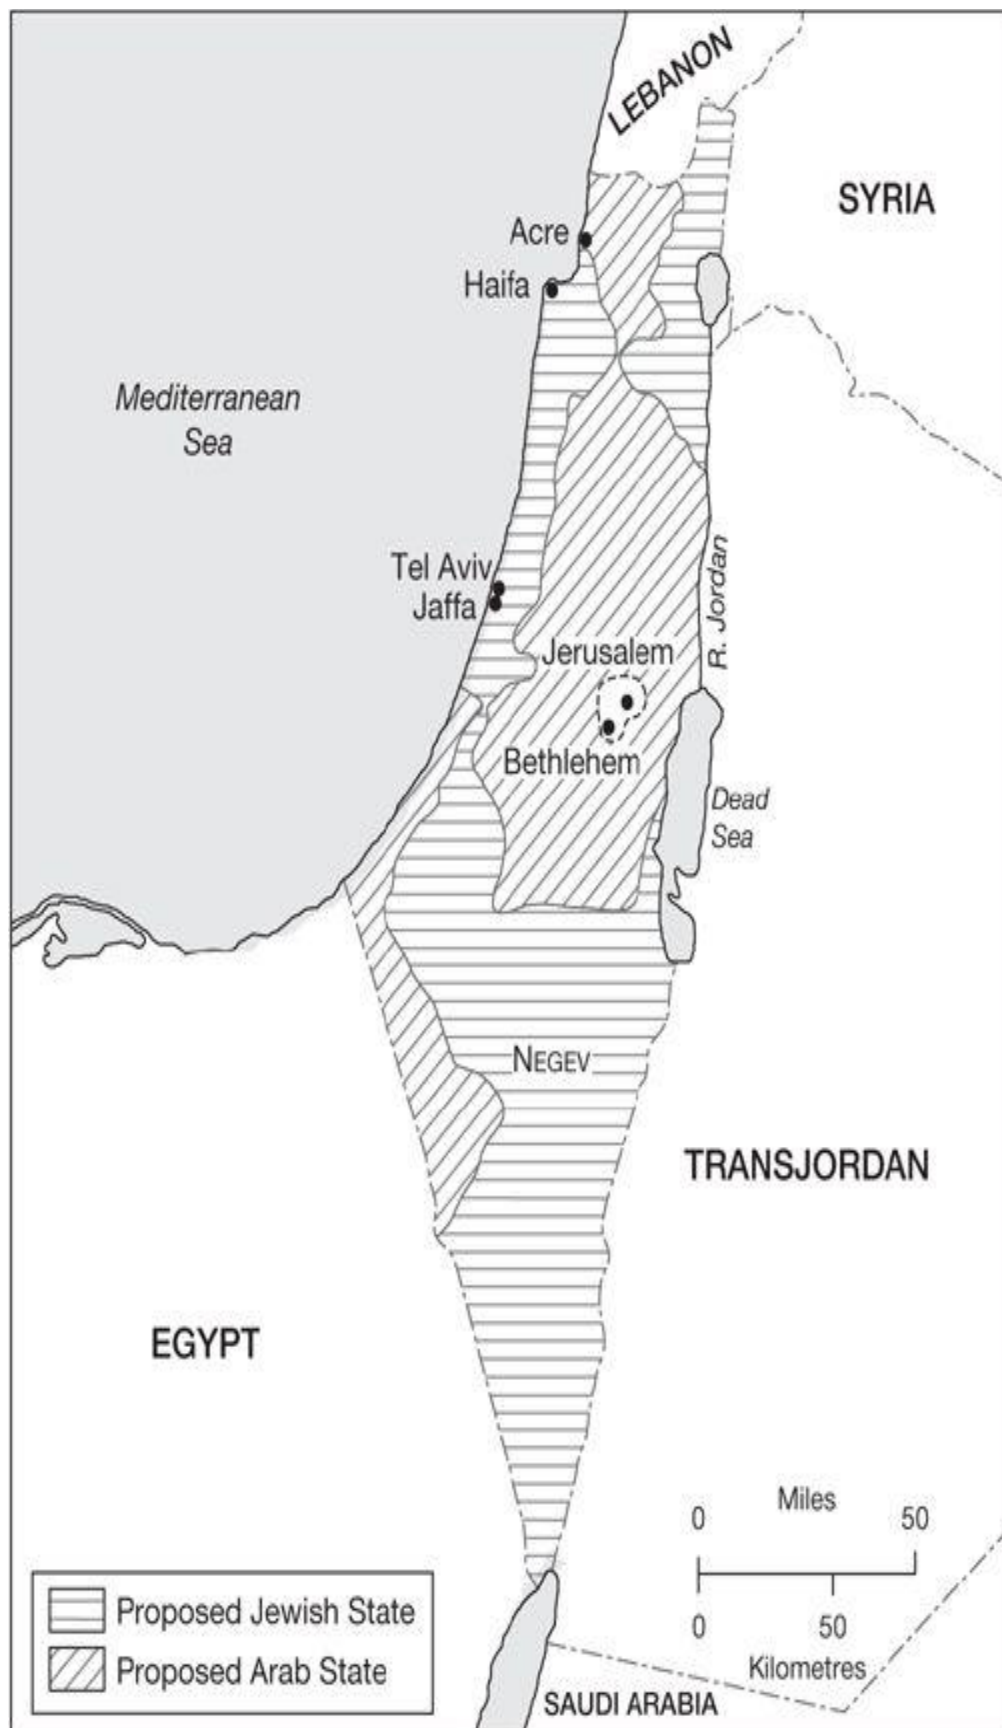 LEBANON
SYRIA
Acre
Haifa
Mediterranean
Sea
Tel Aviv
Jaffa
R. Jordan
Jerusalem
Bethlehem
Dead
Sea
NEGEV
TRANSJORDAN
EGYPT
Miles
0 50
0 50
Kilometres
Proposed Jewish State
Proposed Arab State
SAUDI ARABIA